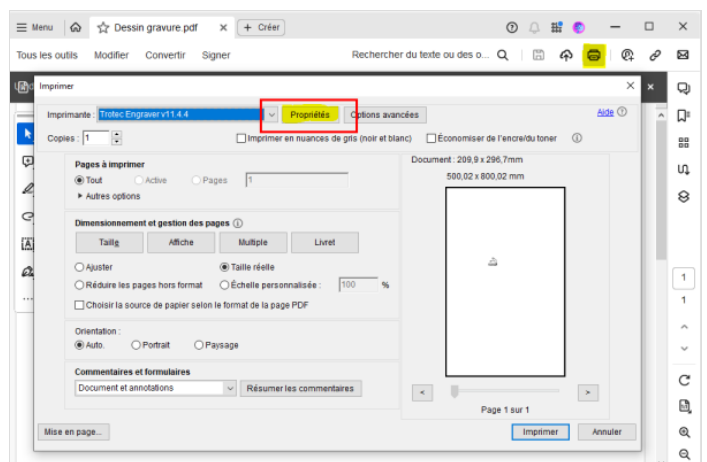 Menu Dessin gravure.pdf + Créer
Tous les outils Modifier Convertir Signer Rechercher du texte ou des o...
Imprimer
Imprimante : Trotec Engraver v11.4.4 Propriétés Options avancées Aide
Copies : 1 Imprimer en nuances de gris (noir et blanc) Économiser de l'encre/du toner
Pages à imprimer
Tout Active Pages 1
Autres options
Dimensionnement et gestion des pages
Taille Affiche Multiple Livret
Ajuster Taille réelle
Réduire les pages hors format Échelle personnalisée : 100 %
Choisir la source de papier selon le format de la page PDF
Orientation :
Auto. Portrait Paysage
Commentaires et formulaires
Document et annotations Résumer les commentaires
Document : 209,9 x 296,7mm
500,02 x 800,02 mm
< >
Page 1 sur 1
Mise en page... Imprimer Annuler
1
1